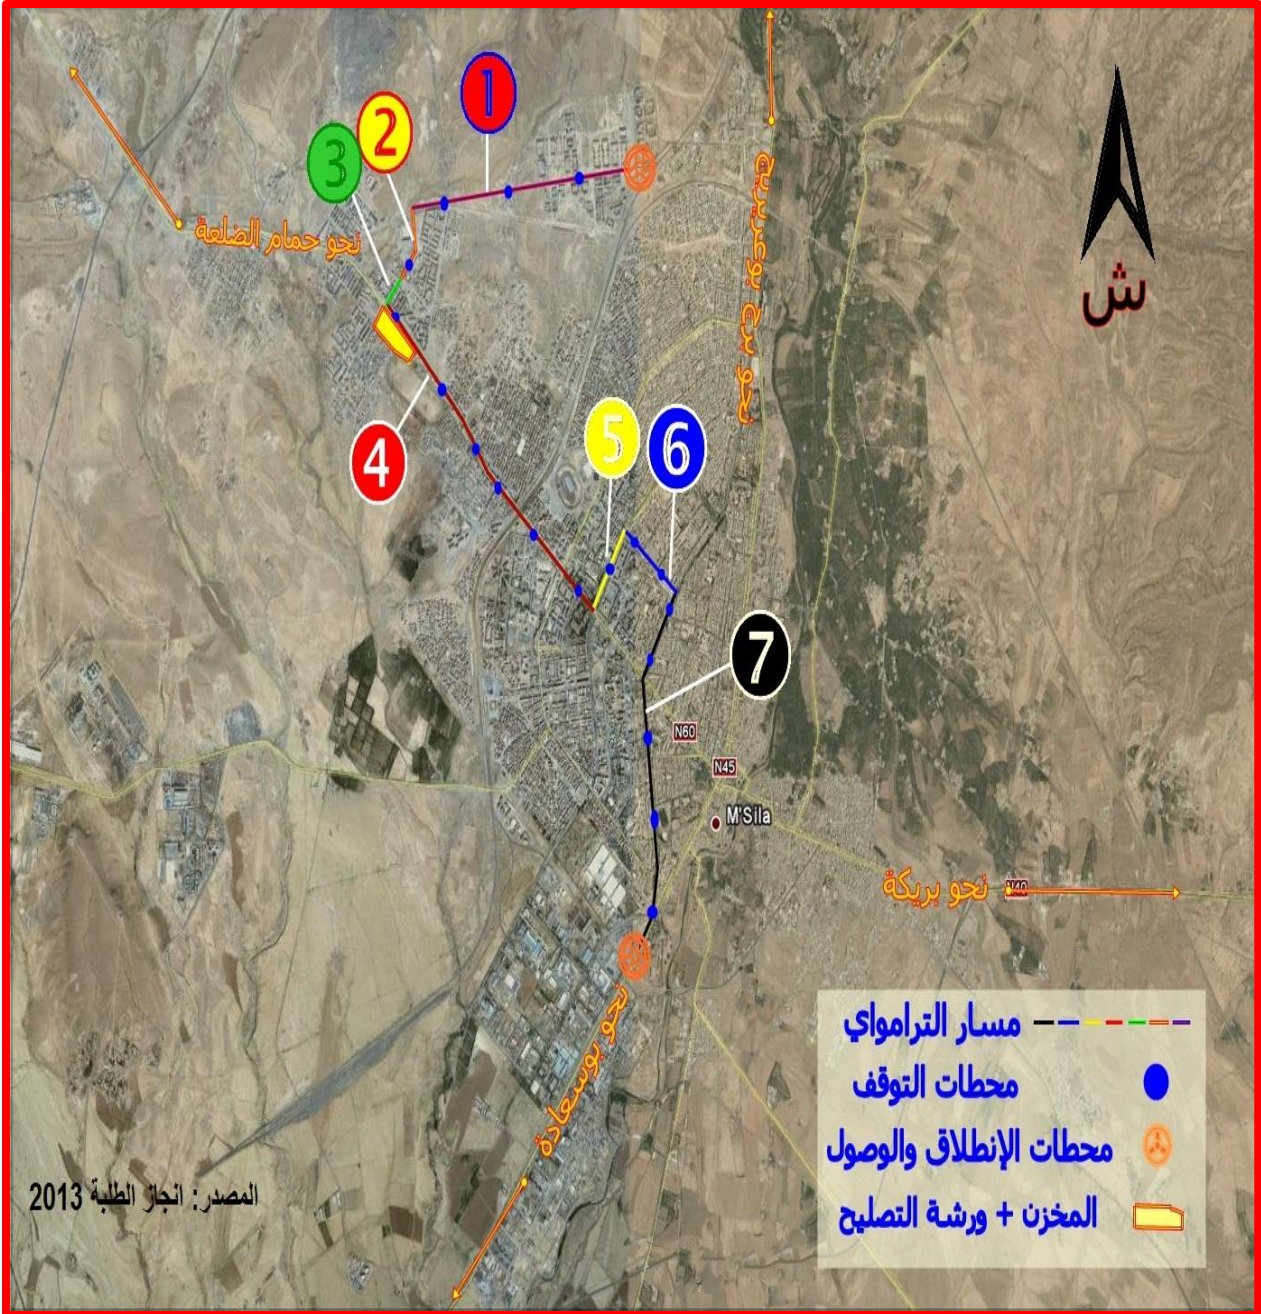 1
2
3
نحو حمام الضلعة
نحو برج بوعريريج
ش
4
5
6
7
N60
N45
M'Sila
نحو بريكة
N40
نحو بوسعادة
مسار الترامواي
محطات التوقف
محطات الإنطلاق والوصول
المخزن + ورشة التصليح
المصدر: انجاز الطلبة 2013